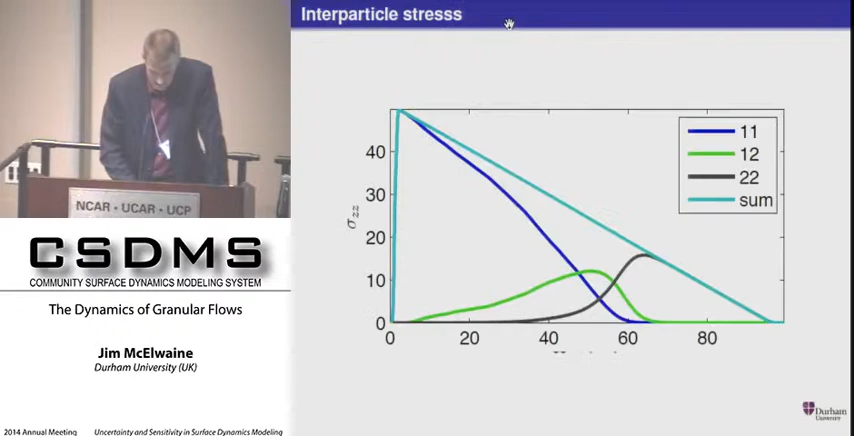 Interparticle stresss
NCAR • UCAR • UCP
CSDMS
COMMUNITY SURFACE DYNAMICS MODELING SYSTEM
The Dynamics of Granular Flows
Jim McElwaine
Durham University (UK)
2014 Annual Meeting
Uncertainty and Sensitivity in Surface Dynamics Modeling
11
12
22
sum
σzz
40
30
20
10
0
0 20 40 60 80
Durham
University